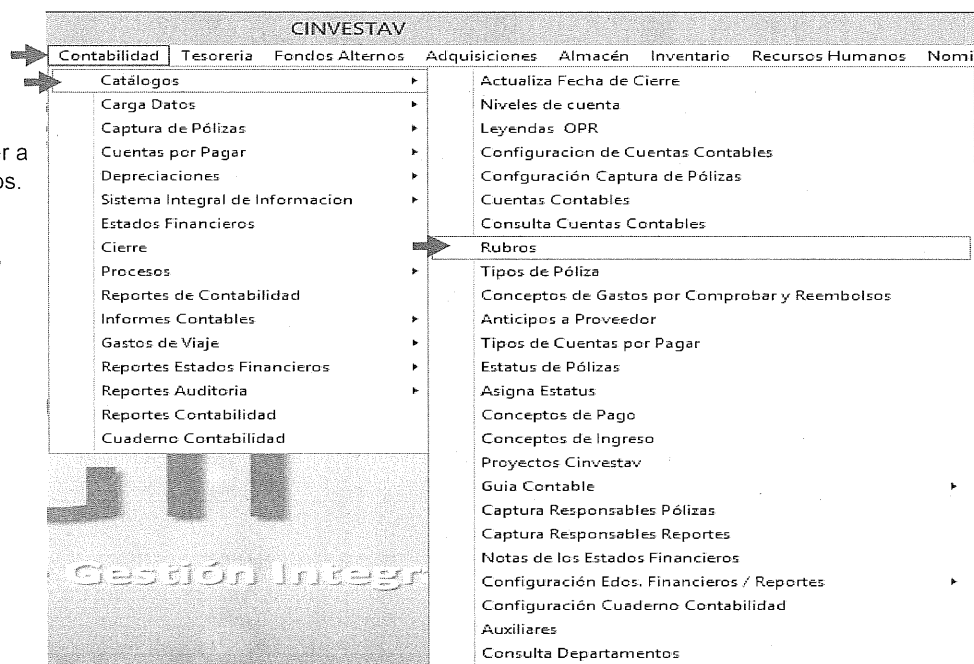 CINVESTAV
Contabilidad Tesoreria Fondos Alternos Adquisiciones Almacén Inventario Recursos Humanos Nomi
Catálogos
Carga Datos
Captura de Pólizas
Cuentas por Pagar
Depreciaciones
Sistema Integral de Informacion
Estados Financieros
Cierre
Procesos
Reportes de Contabilidad
Informes Contables
Gastos de Viaje
Reportes Estados Financieros
Reportes Auditoria
Reportes Contabilidad
Cuaderno Contabilidad
Actualiza Fecha de Cierre
Niveles de cuenta
Leyendas OPR
Configuracion de Cuentas Contables
Confguración Captura de Pólizas
Cuentas Contables
Consulta Cuentas Contables
Rubros
Tipos de Póliza
Conceptos de Gastos por Comprobar y Reembolsos
Anticipos a Proveedor
Tipos de Cuentas por Pagar
Estatus de Pólizas
Asigna Estatus
Conceptos de Pago
Conceptos de Ingreso
Proyectos Cinvestav
Guia Contable
Captura Responsables Pólizas
Captura Responsables Reportes
Notas de los Estados Financieros
Configuración Edos. Financieros / Reportes
Configuración Cuaderno Contabilidad
Auxiliares
Consulta Departamentos
r a
os.
Gestión Integr